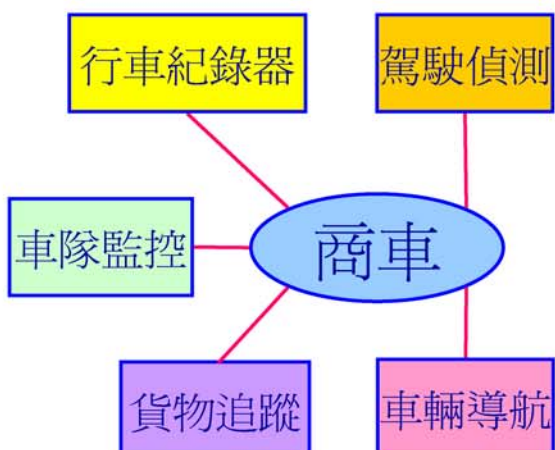 行車紀錄器
駕駛偵測
車隊監控
商車
貨物追蹤
車輛導航